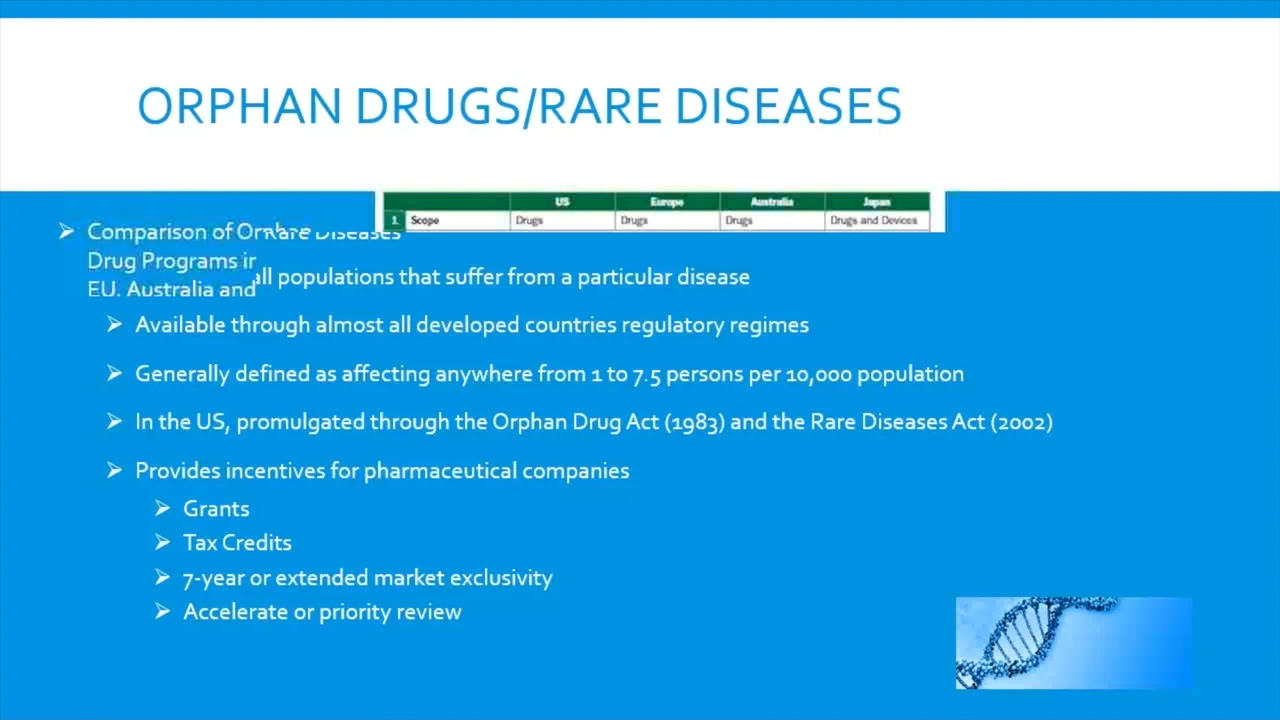 ORPHAN DRUGS/RARE DISEASES
US Europe Australia Japan
1. Scope Drugs Drugs Drugs Drugs and Devices
Comparison of Or Rare Diseases
Drug Programs in
all populations that suffer from a particular disease
EU, Australia and
Available through almost all developed countries regulatory regimes
Generally defined as affecting anywhere from 1 to 7.5 persons per 10,000 population
In the US, promulgated through the Orphan Drug Act (1983) and the Rare Diseases Act (2002)
Provides incentives for pharmaceutical companies
Grants
Tax Credits
7-year or extended market exclusivity
Accelerate or priority review